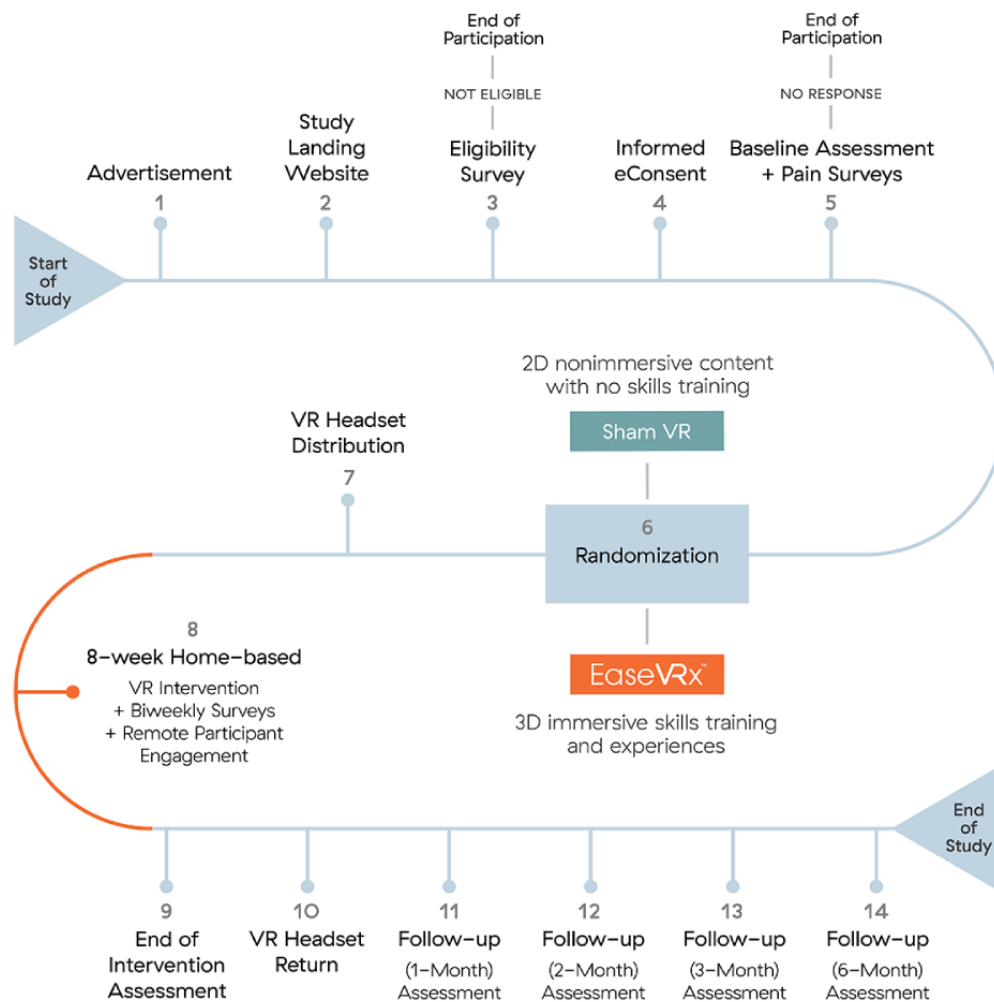 End of
Participation
NOT ELIGIBLE
End of
Participation
NO RESPONSE
Advertisement
1
Study
Landing
Website
2
Eligibility
Survey
3
Informed
eConsent
4
Baseline Assessment
+ Pain Surveys
5
Start
of
Study
2D nonimmersive content
with no skills training
Sham VR
6
Randomization
EaseVRx™
3D immersive skills training
and experiences
VR Headset
Distribution
7
8
8-week Home-based
VR Intervention
+ Biweekly Surveys
+ Remote Participant
Engagement
9
End of
Intervention
Assessment
10
VR Headset
Return
11
Follow-up
(1-Month)
Assessment
12
Follow-up
(2-Month)
Assessment
13
Follow-up
(3-Month)
Assessment
14
Follow-up
(6-Month)
Assessment
End
of
Study